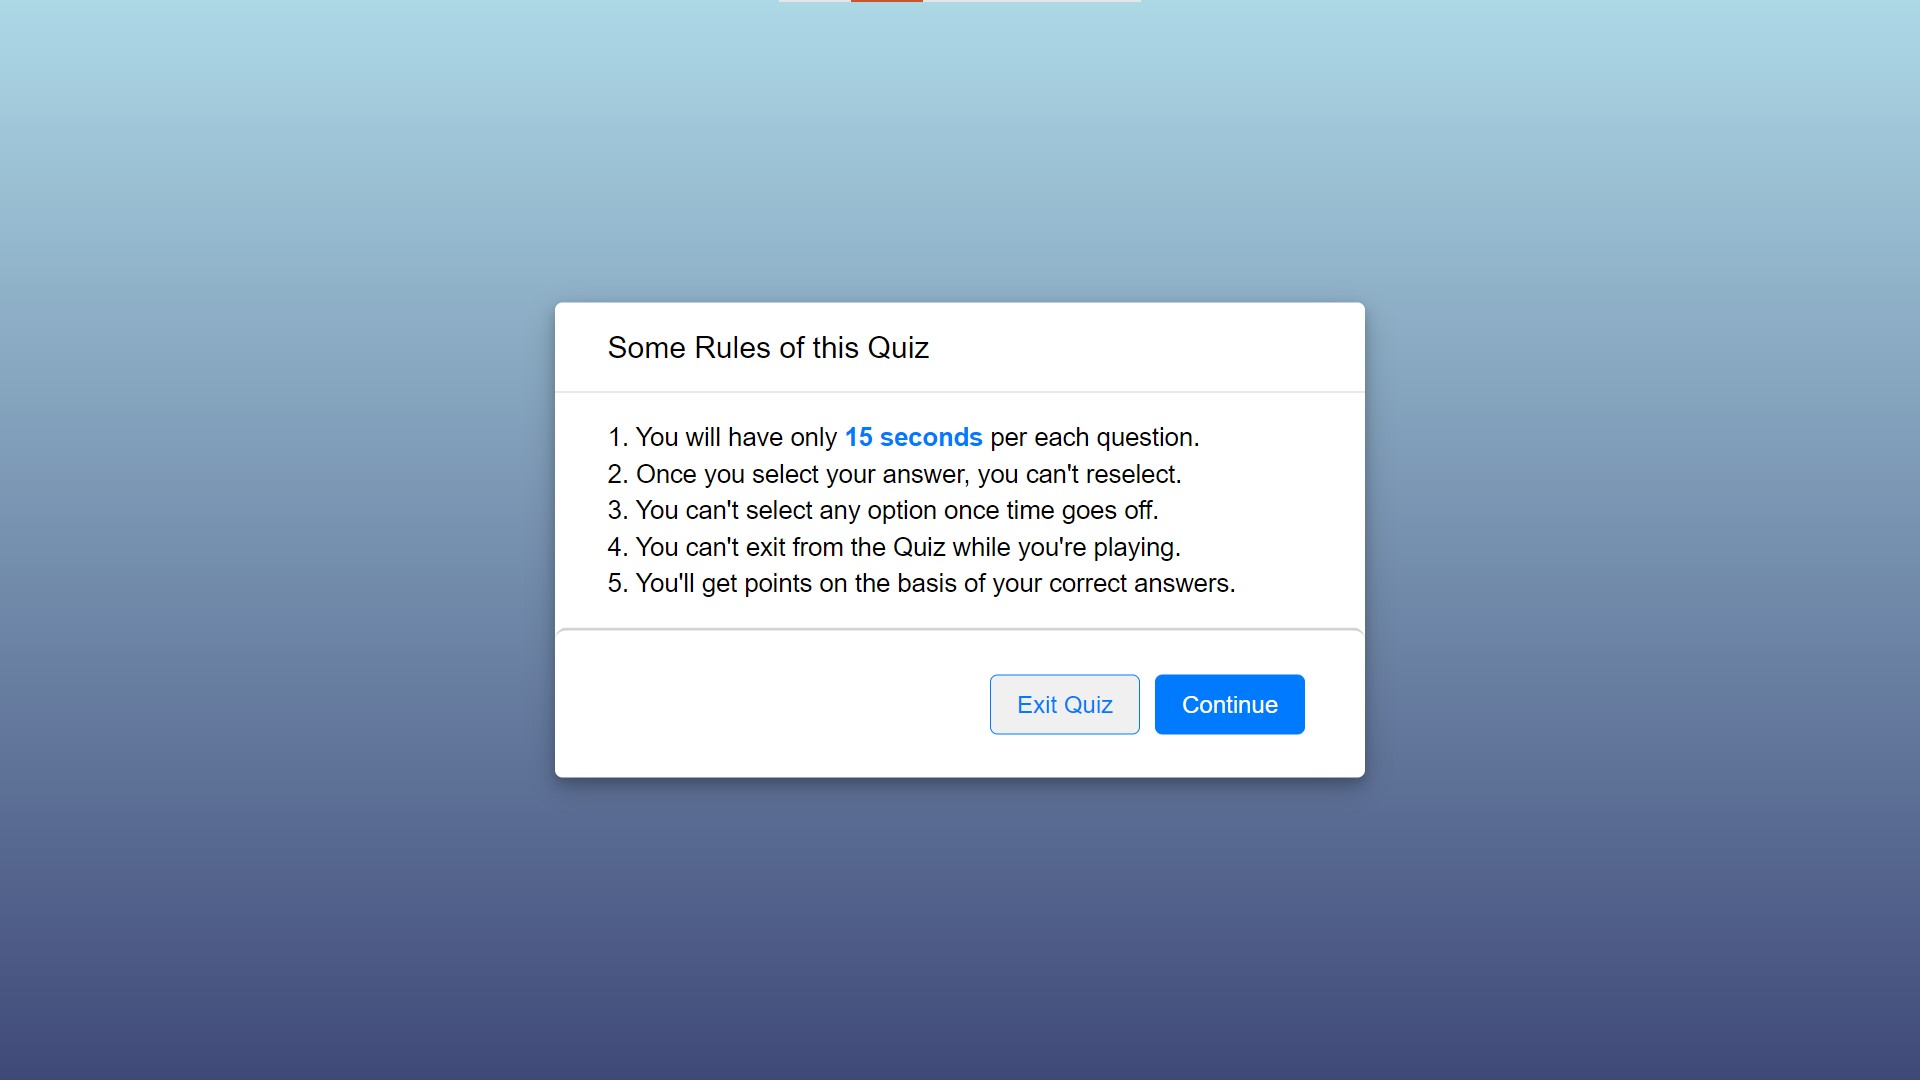 Some Rules of this Quiz
1. You will have only 15 seconds per each question.
2. Once you select your answer, you can't reselect.
3. You can't select any option once time goes off.
4. You can't exit from the Quiz while you're playing.
5. You'll get points on the basis of your correct answers.
Exit Quiz
Continue